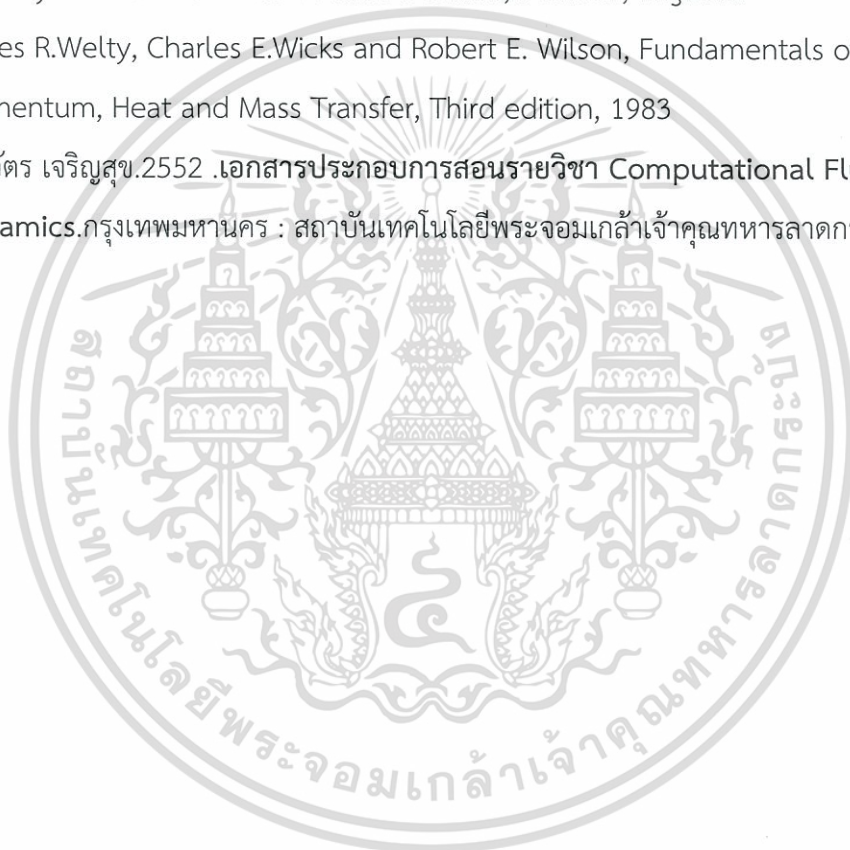 es R.Welty, Charles E.Wicks and Robert E. Wilson, Fundamentals o
nentum, Heat and Mass Transfer, Third edition, 1983
ัตร เจริญสุข.2552 .เอกสารประกอบการสอนรายวิชา Computational Fl
amics.กรุงเทพมหานคร : สถาบันเทคโนโลยีพระจอมเกล้าเจ้าคุณทหารลาดก
สถาบันเทคโนโลยีพระจอมเกล้าเจ้าคุณทหารลาดกระบัง
๔